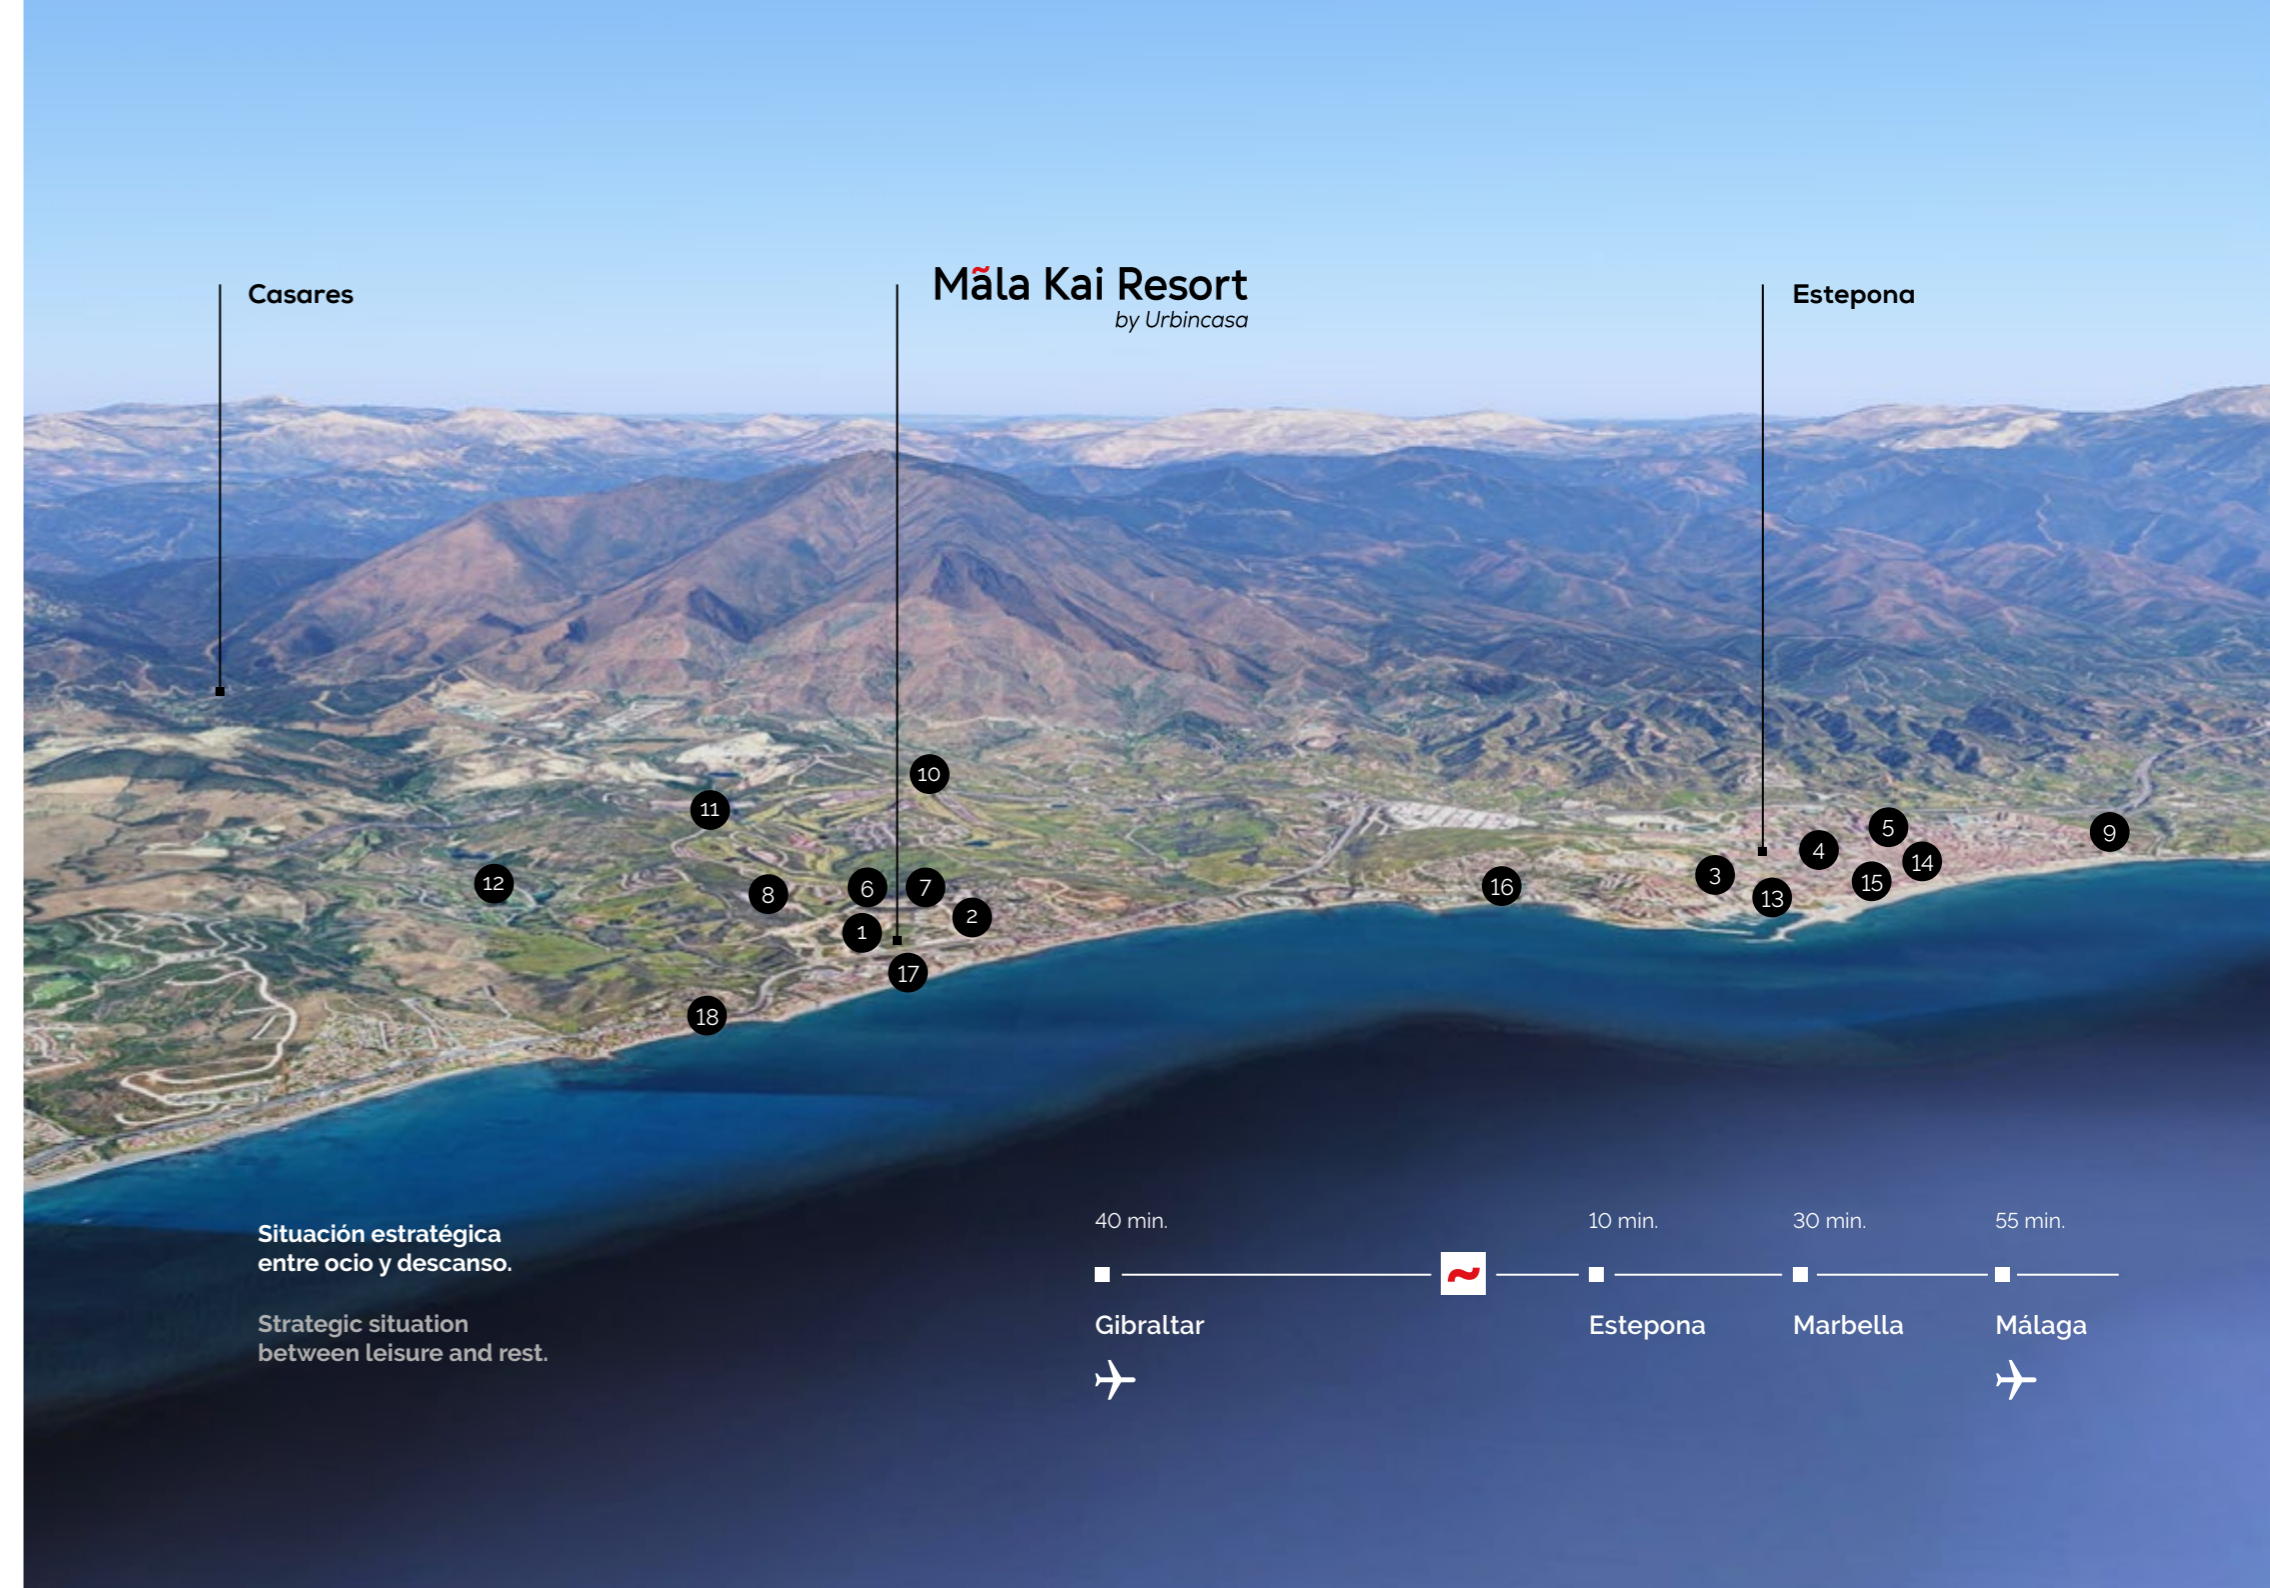 Casares
Mãla Kai Resort
by Urbincasa
Estepona
10
11
5
9
4
14
3
15
12
16
6
7
8
13
2
1
17
18
Situación estratégica
entre ocio y descanso.
Strategic situation
between leisure and rest.
40 min.
10 min.
30 min.
55 min.
~
Gibraltar
Estepona
Marbella
Málaga